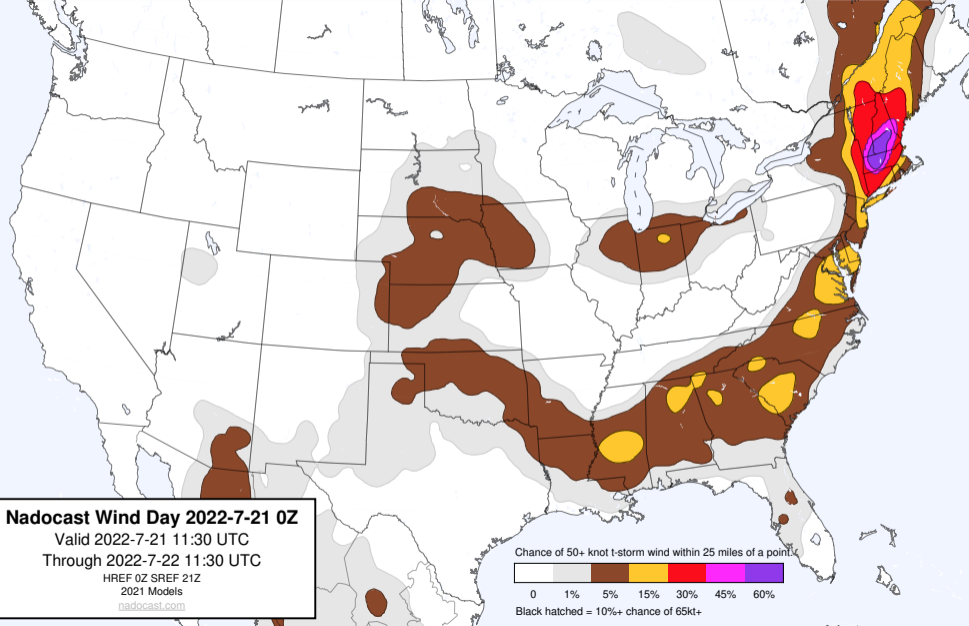 Nadocast Wind Day 2022-7-21 0Z
Valid 2022-7-21 11:30 UTC
Through 2022-7-22 11:30 UTC
HREF 0Z SREF 21Z
2021 Models
nadocast.com
Chance of 50+ knot t-storm wind within 25 miles of a point.
0 1% 5% 15% 30% 45% 60%
Black hatched = 10%+ chance of 65kt+